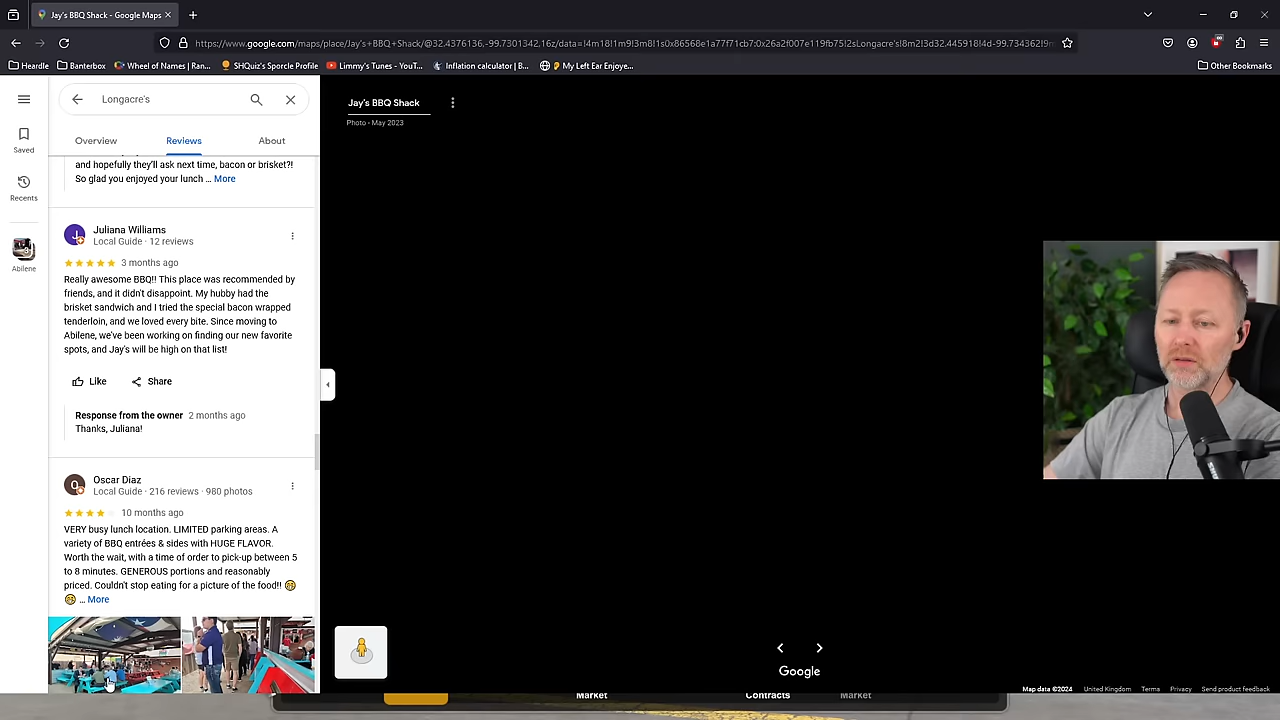 Jay's BBQ Shack - Google Maps
https://www.google.com/maps/place/Jay's+BBQ+Shack/@32.4376136,-99.7301342,16z/data=!4m18!1m9!3m8!1s0x86568e1a77f71cb7:0x26a2f007e119fb75!2sLongacre's!8m2!3d32.445918!4d-99.734362!9m
Heardle
Banterbox
Wheel of Names | Ran...
SHQuiz's Sporcle Profile
Limmy's Tunes - YouT...
Inflation calculator | B...
My Left Ear Enjoye...
Other Bookmarks
Longacre's
Saved
Recents
Abilene
Overview
Reviews
About
and hopefully they'll ask next time, bacon or brisket?!
So glad you enjoyed your lunch ... More
Juliana Williams
Local Guide · 12 reviews
3 months ago
Really awesome BBQ!! This place was recommended by
friends, and it didn't disappoint. My hubby had the
brisket sandwich and I tried the special bacon wrapped
tenderloin, and we loved every bite. Since moving to
Abilene, we've been working on finding our new favorite
spots, and Jay's will be high on that list!
Like
Share
Response from the owner 2 months ago
Thanks, Juliana!
Oscar Diaz
Local Guide · 216 reviews · 980 photos
10 months ago
VERY busy lunch location. LIMITED parking areas. A
variety of BBQ entrées & sides with HUGE FLAVOR.
Worth the wait, with a time of order to pick-up between 5
to 8 minutes. GENEROUS portions and reasonably
priced. Couldn't stop eating for a picture of the food!! 😁
😁 ... More
Jay's BBQ Shack
Photo - May 2023
Google
Map data ©2024
United Kingdom
Terms
Privacy
Send product feedback
Market
Contracts
Market